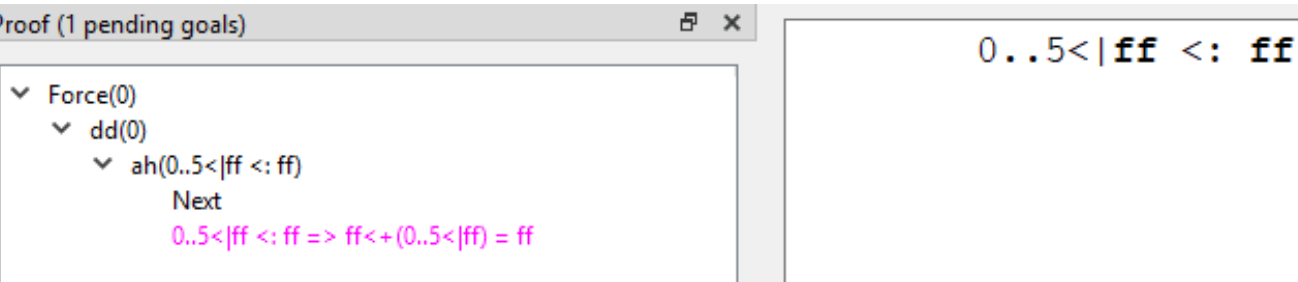 Proof (1 pending goals)
Force(0)
dd(0)
ah(0..5<|ff <: ff)
Next
0..5<|ff <: ff => ff<+(0..5<|ff) = ff
0..5<|ff <: ff